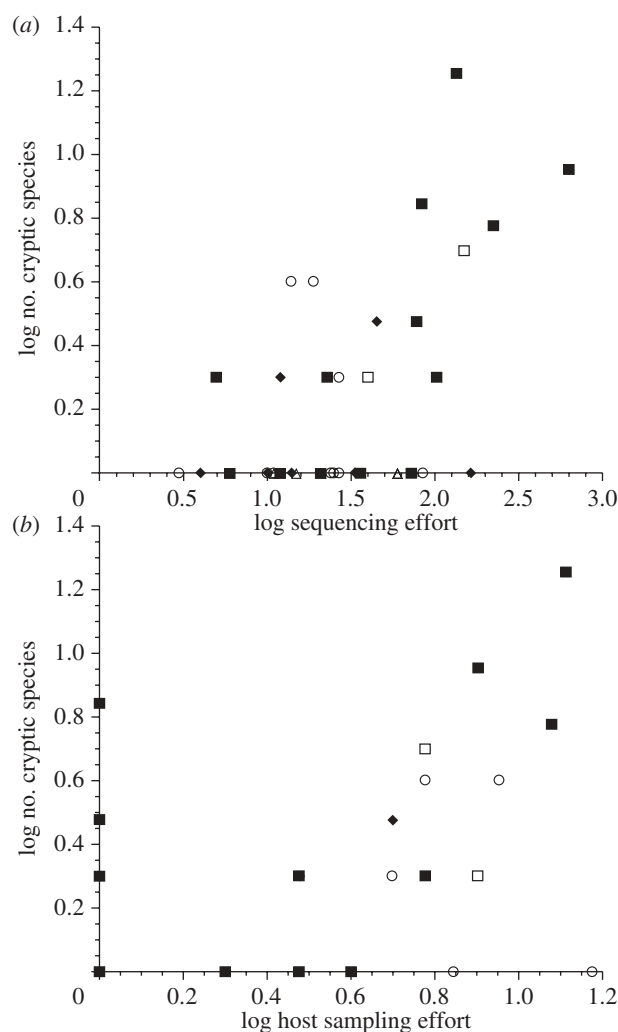 (a)
1.4
1.2
1.0
0.8
0.6
0.4
0.2
log no. cryptic species
0 0.5 1.0 1.5 2.0 2.5 3.0
log sequencing effort
(b)
1.4
1.2
1.0
0.8
0.6
0.4
0.2
log no. cryptic species
0 0.2 0.4 0.6 0.8 1.0 1.2
log host sampling effort